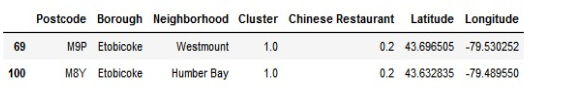 Postcode Borough Neighborhood Cluster Chinese Restaurant Latitude Longitude
69 M9P Etobicoke Westmount 1.0 0.2 43.696505 -79.530252
100 M8Y Etobicoke Humber Bay 1.0 0.2 43.632835 -79.489550